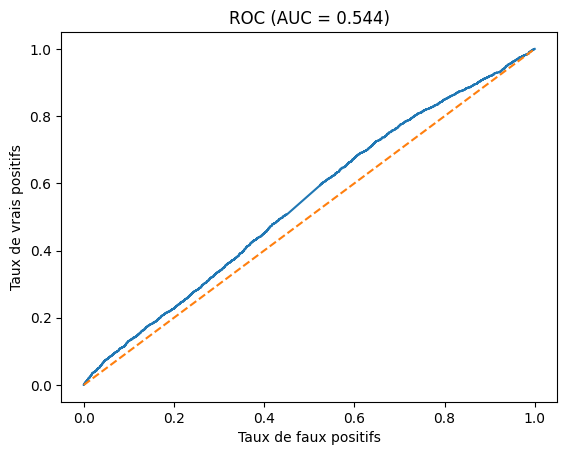 ROC (AUC = 0.544)
Taux de vrais positifs
1.0
0.8
0.6
0.4
0.2
0.0
0.0 0.2 0.4 0.6 0.8 1.0
Taux de faux positifs